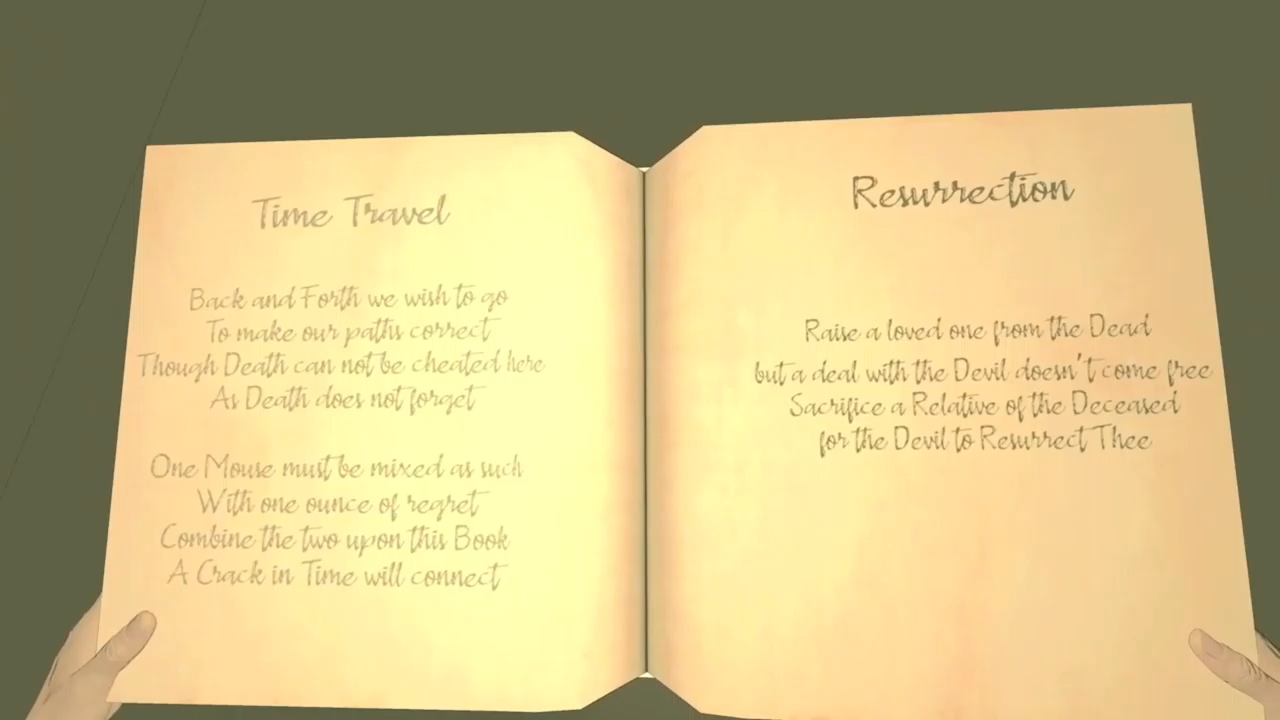 Time Travel
Back and Forth we wish to go
To make our paths correct
Though Death can not be cheated here
As Death does not forget
One Mouse must be mixed as such
With one ounce of regret
Combine the two upon this Book
A Crack in Time will connect
Resurrection
Raise a loved one from the Dead
but a deal with the Devil doesn't come free
Sacrifice a Relative of the Deceased
for the Devil to Resurrect Thee